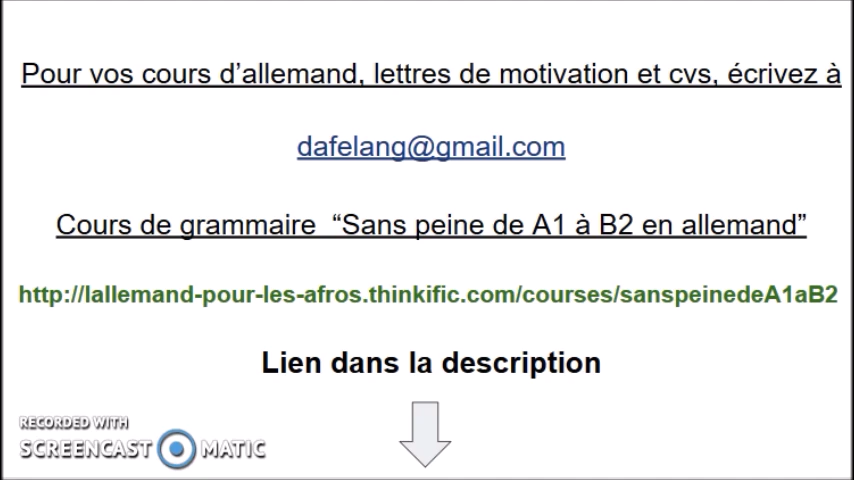 Pour vos cours d’allemand, lettres de motivation et cvs, écrivez à
dafelang@gmail.com
Cours de grammaire “Sans peine de A1 à B2 en allemand”
http://lallemand-pour-les-afros.thinkific.com/courses/sanspeinedeA1aB2
Lien dans la description
RECORDED WITH
SCREENCAST MATIC